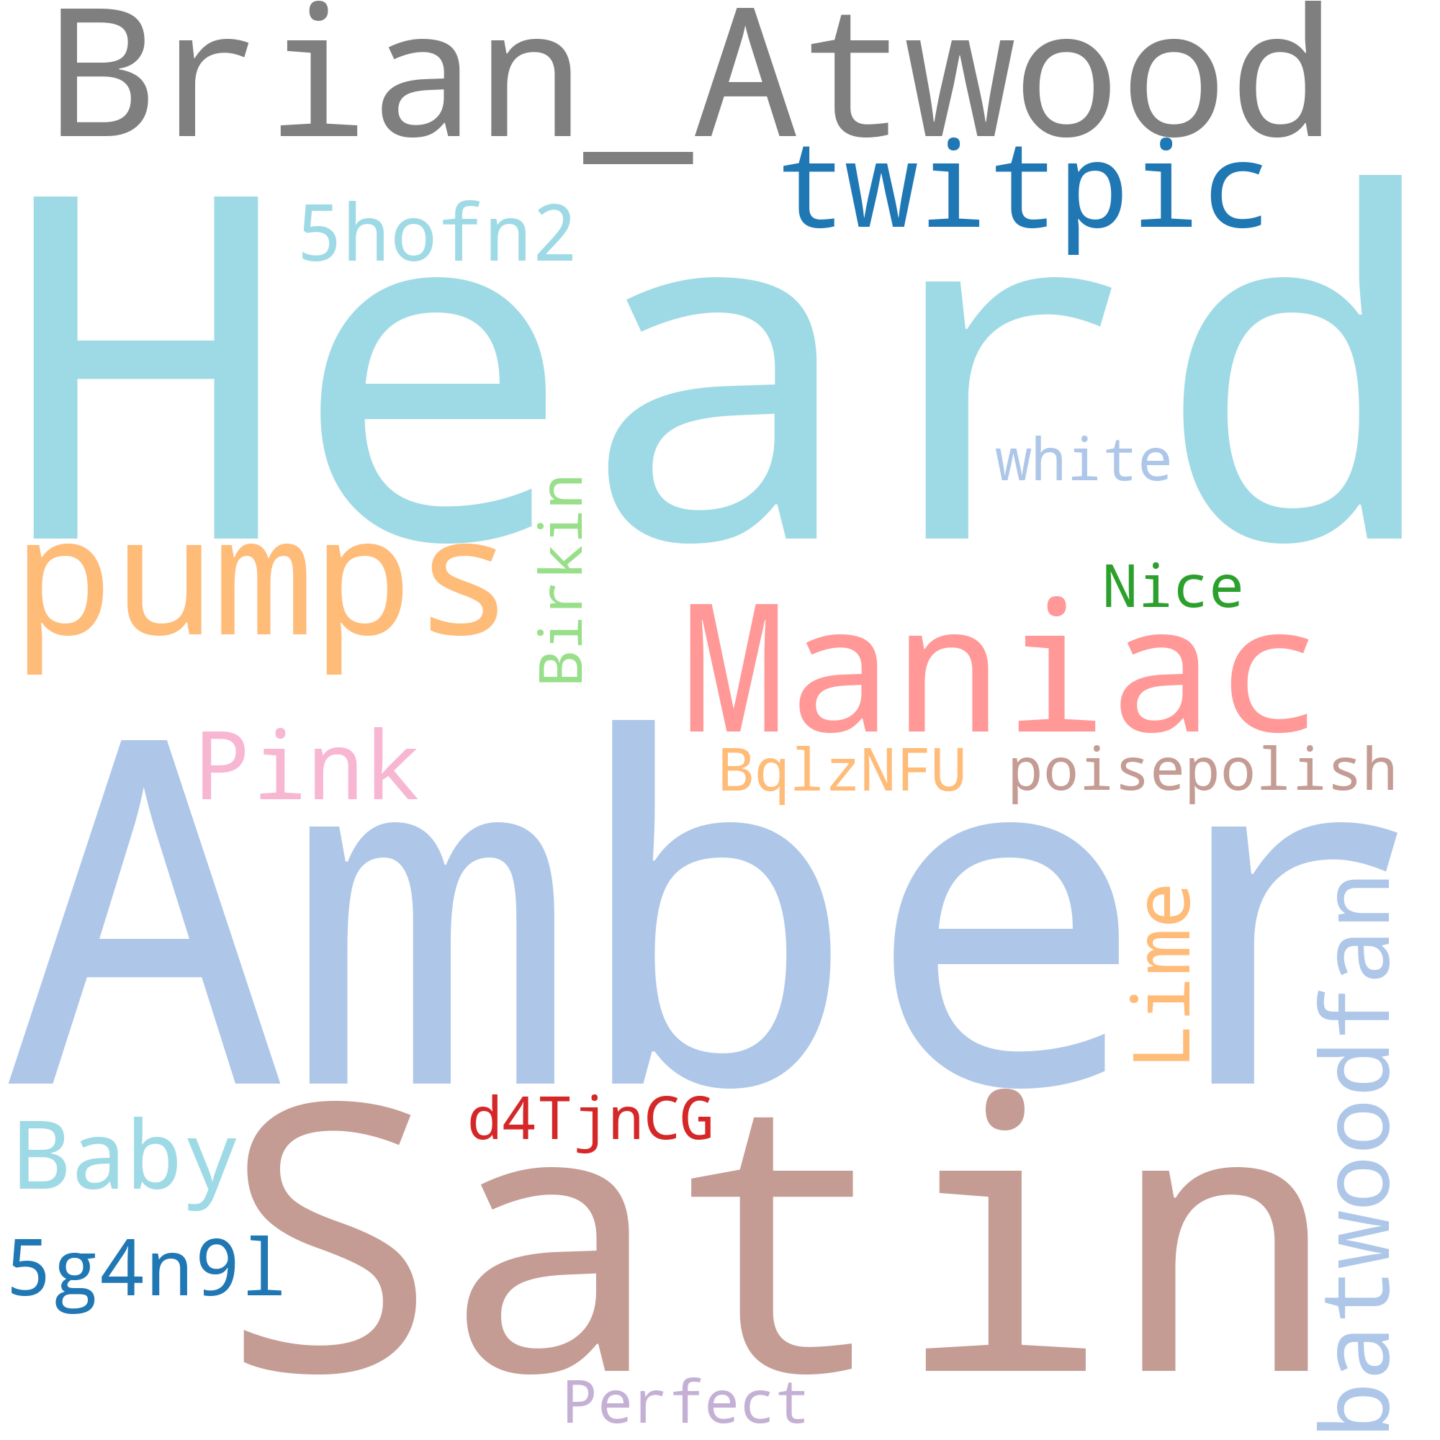 Brian_Atwood
twitpic
5hofn2
Heard
white
Birkin
pumps
Nice
Maniac
Pink
BqlzNFU
poisepolish
Amber
Lime
batwoodfan
d4TjnCG
Baby
Satin
5g4n9l
Perfect